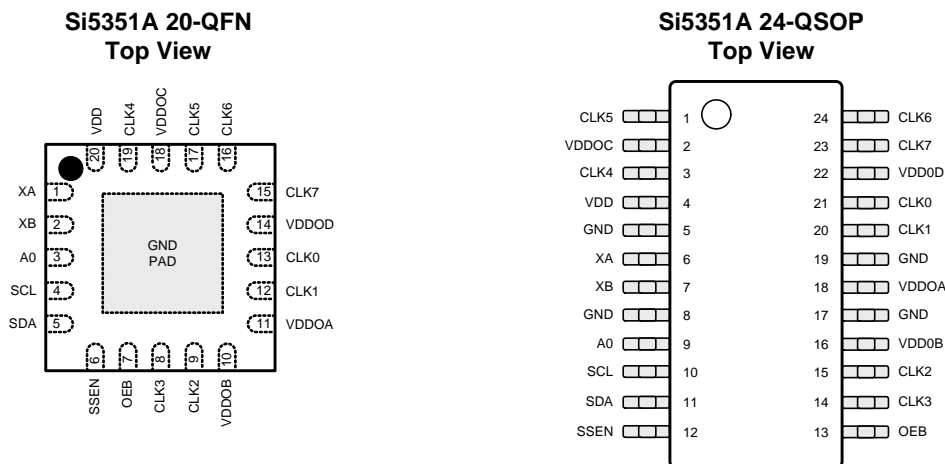 Si5351A 20-QFN
Top View
VDD
CLK4
VDDOC
CLK5
CLK6
20
19
18
17
16
XA 1
XB 2
A0 3
SCL 4
SDA 5
GND
PAD
15 CLK7
14 VDDOD
13 CLK0
12 CLK1
11 VDDOA
6
7
8
9
10
SSEN
OEB
CLK3
CLK2
VDDOB
Si5351A 24-QSOP
Top View
CLK5 1 24 CLK6
VDDOC 2 23 CLK7
CLK4 3 22 VDD0D
VDD 4 21 CLK0
GND 5 20 CLK1
XA 6 19 GND
XB 7 18 VDDOA
GND 8 17 GND
A0 9 16 VDD0B
SCL 10 15 CLK2
SDA 11 14 CLK3
SSEN 12 13 OEB